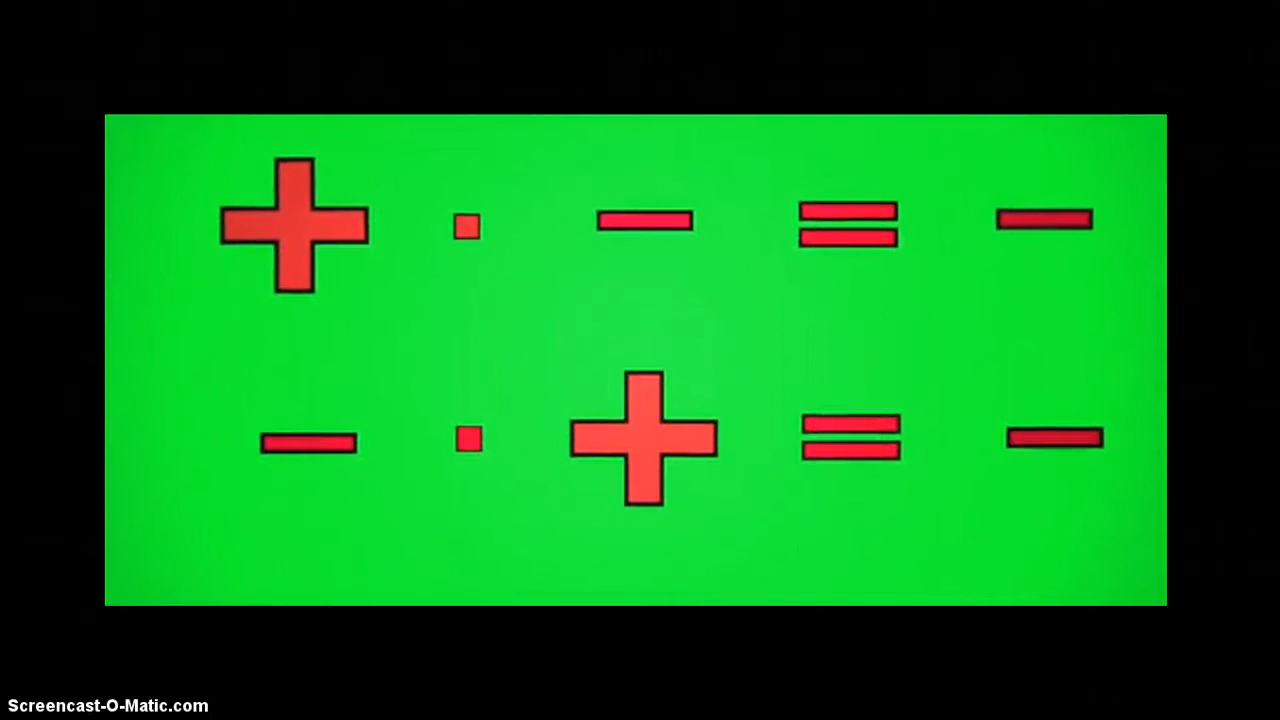 + · - = -
- · + = -
Screencast-O-Matic.com